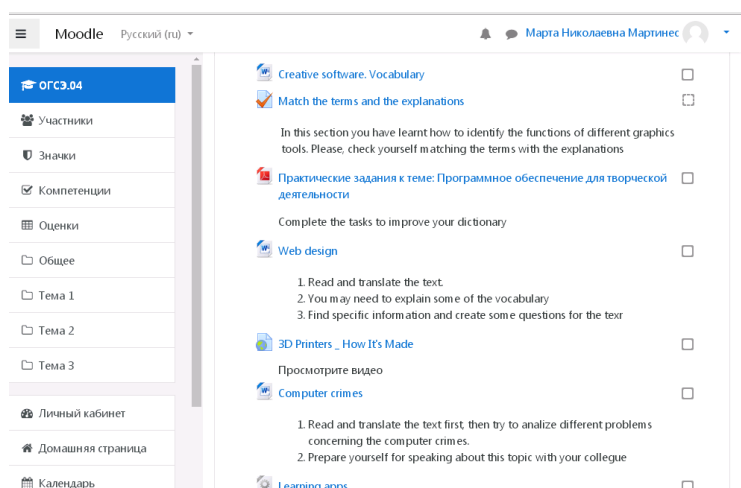 Moodle Русский (ru) Марта Николаевна Мартинес
ОГСЭ.04
Участники
Значки
Компетенции
Оценки
Общее
Тема 1
Тема 2
Тема 3
Личный кабинет
Домашняя страница
Календарь
Creative software. Vocabulary
Match the terms and the explanations
In this section you have learnt how to identify the functions of different graphics
tools. Please, check yourself matching the terms with the explanations
Практические задания к теме: Программное обеспечение для творческой
деятельности
Complete the tasks to improve your dictionary
Web design
1. Read and translate the text.
2. You may need to explain some of the vocabulary
3. Find specific information and create some questions for the texr
3D Printers _ How It's Made
Просмотрите видео
Computer crimes
1. Read and translate the text first, then try to analize different problems
concerning the computer crimes.
2. Prepare yourself for speaking about this topic with your collegue
Learning apps